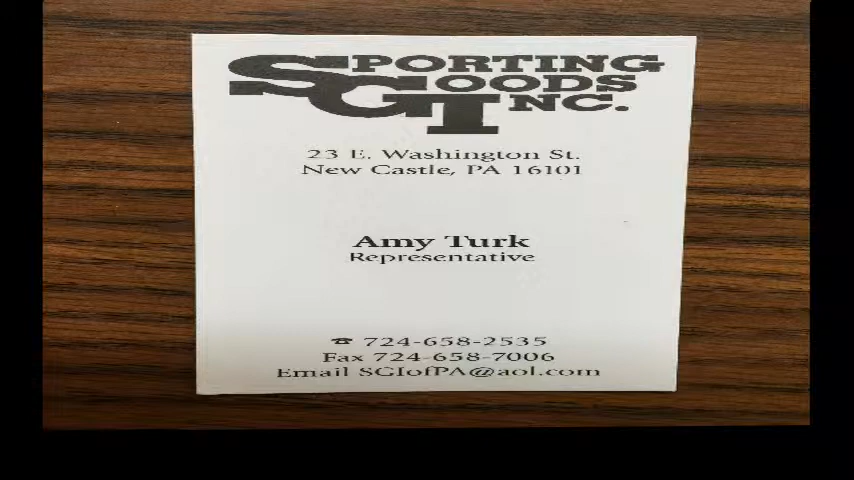 SPORTING
GOODS
INC.
23 E. Washington St.
New Castle, PA 16101
Amy Turk
Representative
☎ 724-658-2535
Fax 724-658-7006
Email SGIofPA@aol.com